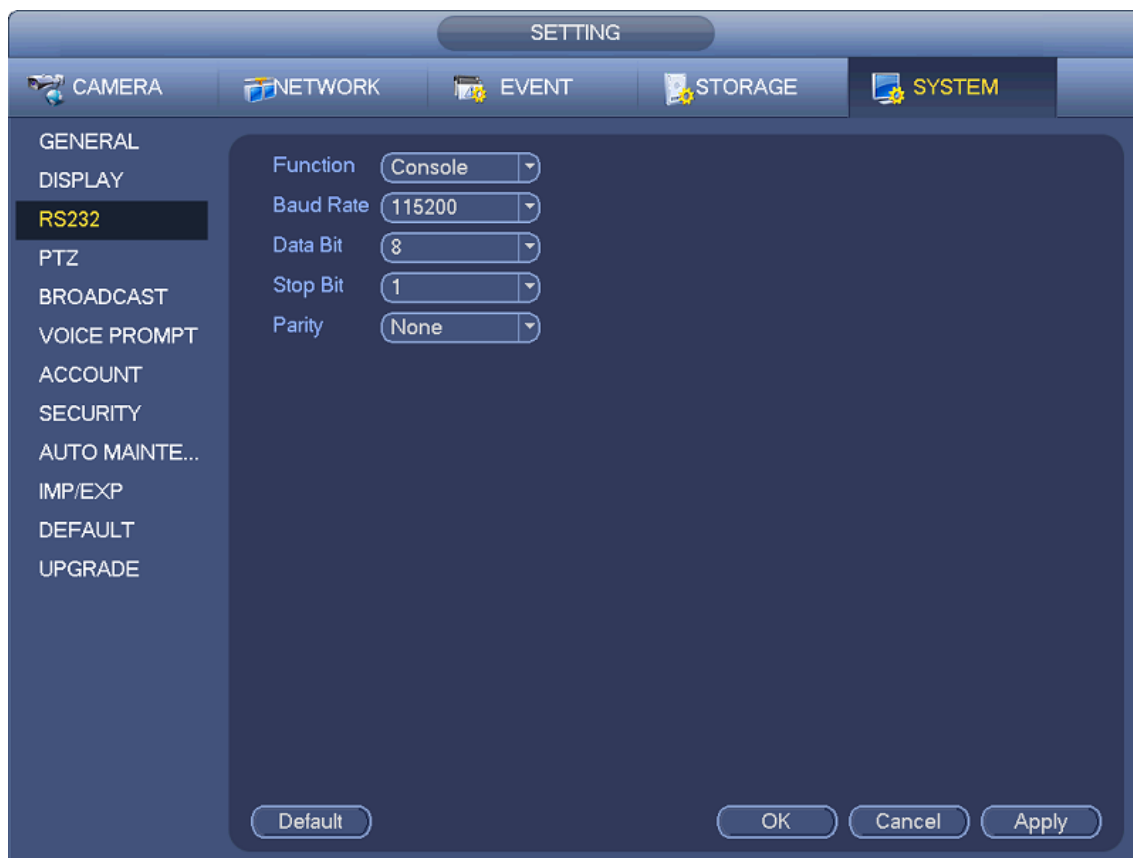 SETTING
CAMERA NETWORK EVENT STORAGE SYSTEM
GENERAL
DISPLAY
RS232
PTZ
BROADCAST
VOICE PROMPT
ACCOUNT
SECURITY
AUTO MAINTE...
IMP/EXP
DEFAULT
UPGRADE
Function Console
Baud Rate 115200
Data Bit 8
Stop Bit 1
Parity None
Default OK Cancel Apply